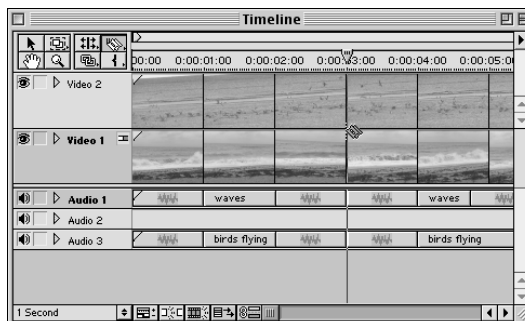 Timeline
00:00 0:00:01:00 0:00:02:00 0:00:03:00 0:00:04:00 0:00:05:0
Video 2
Video 1
Audio 1 waves waves
Audio 2
Audio 3 birds flying birds flying
1 Second